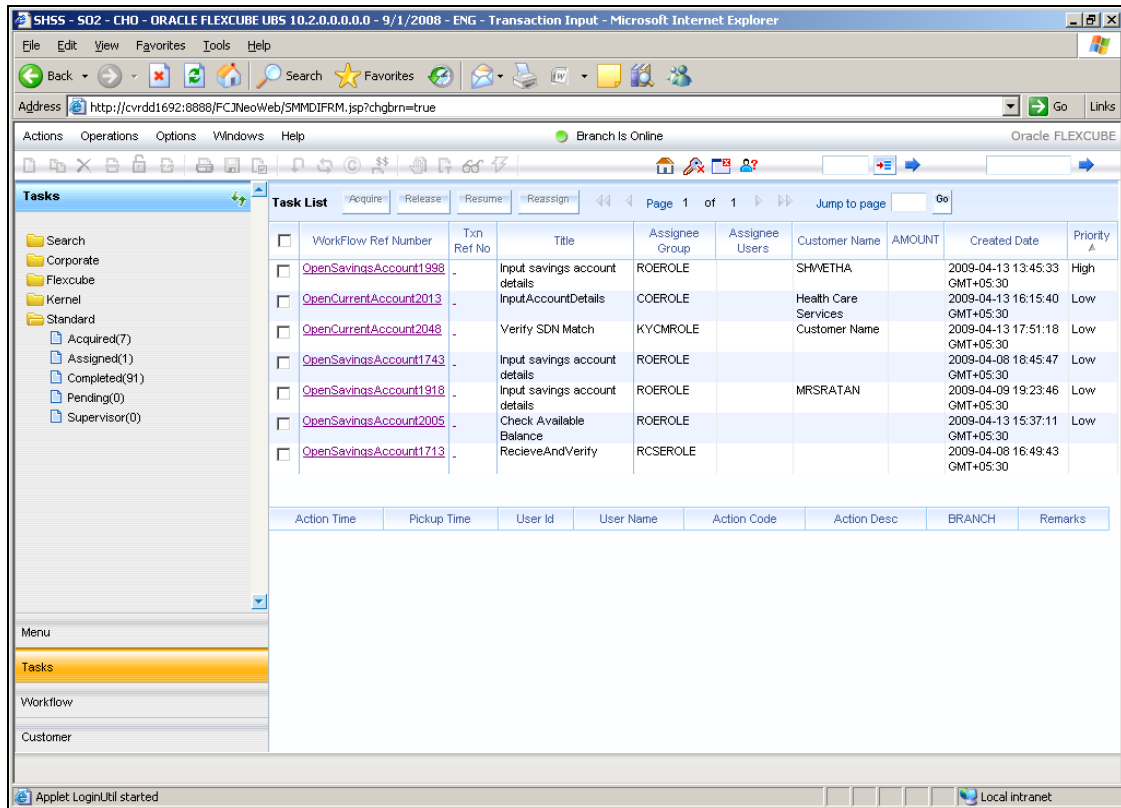 SHSS - SO2 - CHO - ORACLE FLEXCUBE UBS 10.2.0.0.0.0.0 - 9/1/2008 - ENG - Transaction Input - Microsoft Internet Explorer
File Edit View Favorites Tools Help
Back Search Favorites
Address http://cvrdd1692:8888/FCJNeoWeb/SMMDIFRM.jsp?chgbrn=true Go Links
Actions Operations Options Windows Help Branch Is Online Oracle FLEXCUBE
Tasks
Search
Corporate
Flexcube
Kernel
Standard
Acquired(7)
Assigned(1)
Completed(91)
Pending(0)
Supervisor(0)
Menu
Tasks
Workflow
Customer
Task List Acquire Release Resume Reassign Page 1 of 1 Jump to page Go
WorkFlow Ref Number Txn Ref No Title Assignee Group Assignee Users Customer Name AMOUNT Created Date Priority
OpenSavingsAccount1998 - Input savings account details ROEROLE SHWETHA 2009-04-13 13:45:33 GMT+05:30 High
OpenCurrentAccount2013 - InputAccountDetails COEROLE Health Care Services 2009-04-13 16:15:40 GMT+05:30 Low
OpenCurrentAccount2048 - Verify SDN Match KYCMROLE Customer Name 2009-04-13 17:51:18 GMT+05:30 Low
OpenSavingsAccount1743 - Input savings account details ROEROLE 2009-04-08 18:45:47 GMT+05:30 Low
OpenSavingsAccount1918 - Input savings account details ROEROLE MRSRATAN 2009-04-09 19:23:46 GMT+05:30 Low
OpenSavingsAccount2005 - Check Available Balance ROEROLE 2009-04-13 15:37:11 GMT+05:30 Low
OpenSavingsAccount1713 - RecieveAndVerify RCSEROLE 2009-04-08 16:49:43 GMT+05:30
Action Time Pickup Time User Id User Name Action Code Action Desc BRANCH Remarks
Applet LoginUtil started Local intranet